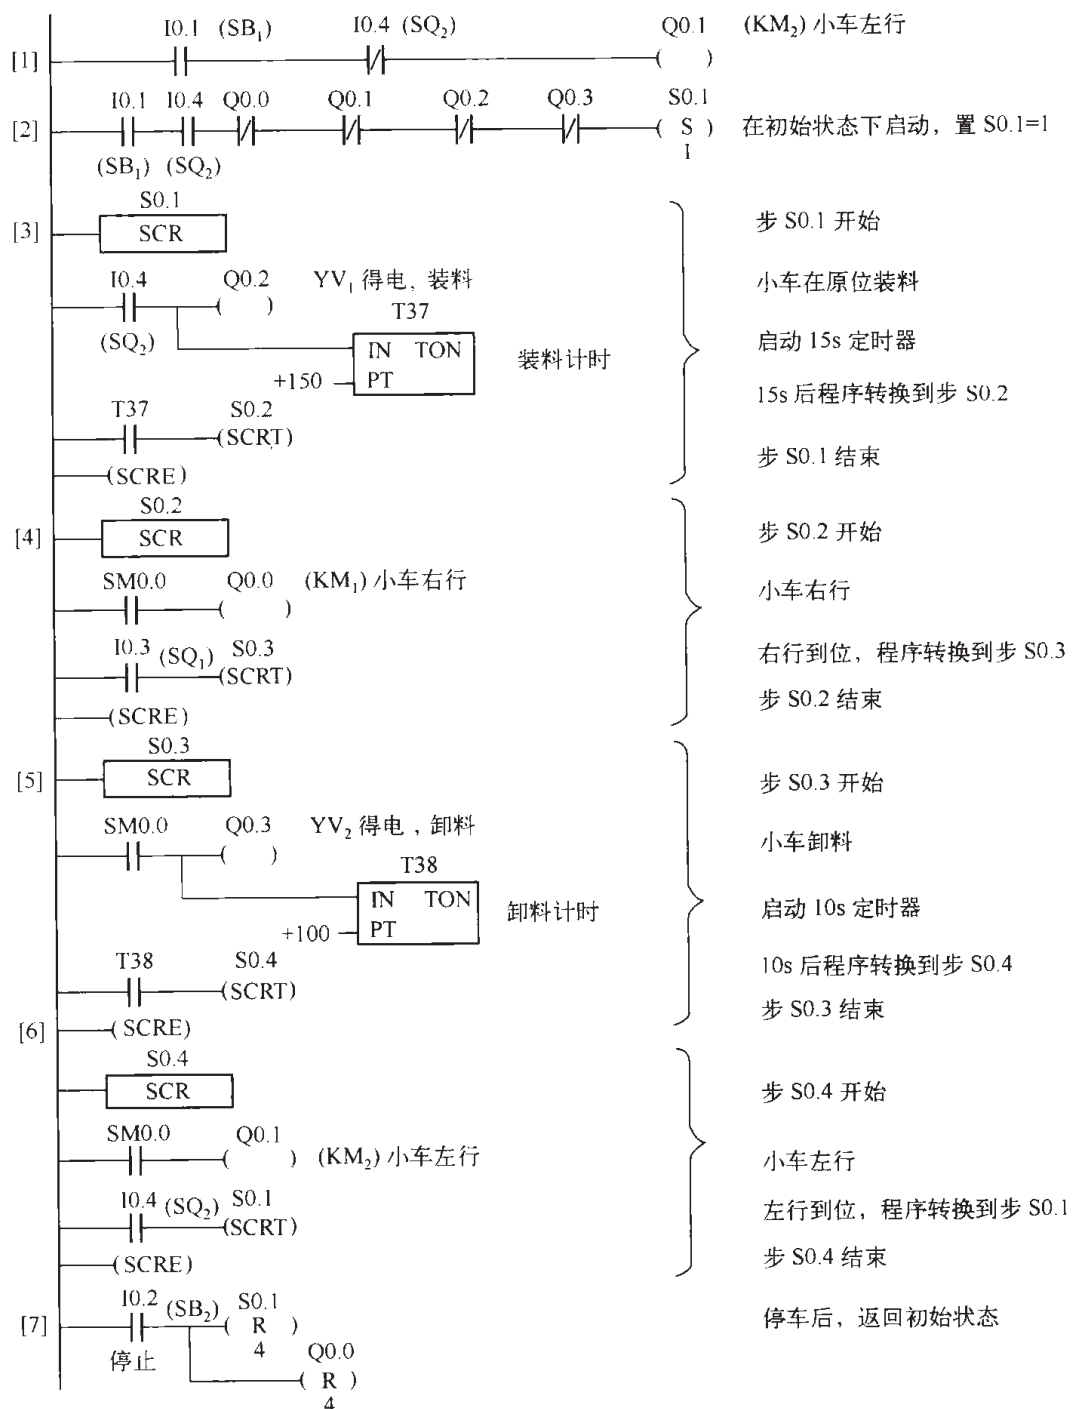 I0.1 (SB1) I0.4 (SQ2) Q0.1 (KM2) 小车左行
[1] ( )
I0.1 I0.4 Q0.0 Q0.1 Q0.2 Q0.3 S0.1
[2] ( S ) 在初始状态下启动，置 S0.1=1
(SB1) (SQ2) 1
S0.1
[3] SCR 步 S0.1 开始
I0.4 Q0.2 YV1 得电, 装料 小车在原位装料
( ) T37
(SQ2) IN TON 装料计时 启动 15s 定时器
+150 PT
15s 后程序转换到步 S0.2
T37 S0.2
(SCRT)
步 S0.1 结束
(SCRE)
S0.2
[4] SCR 步 S0.2 开始
SM0.0 Q0.0 (KM1) 小车右行 小车右行
( )
I0.3 (SQ1) S0.3 右行到位，程序转换到步 S0.3
(SCRT)
(SCRE) 步 S0.2 结束
S0.3
[5] SCR 步 S0.3 开始
SM0.0 Q0.3 YV2 得电 , 卸料 小车卸料
( ) T38
IN TON 卸料计时 启动 10s 定时器
+100 PT
T38 S0.4 10s 后程序转换到步 S0.4
(SCRT)
步 S0.3 结束
[6] (SCRE)
S0.4
SCR 步 S0.4 开始
SM0.0 Q0.1
( ) (KM2) 小车左行 小车左行
I0.4 (SQ2) S0.1 左行到位，程序转换到步 S0.1
(SCRT)
(SCRE) 步 S0.4 结束
I0.2 (SB2) S0.1
[7] ( R ) 停车后，返回初始状态
停止 4 Q0.0
( R )
4